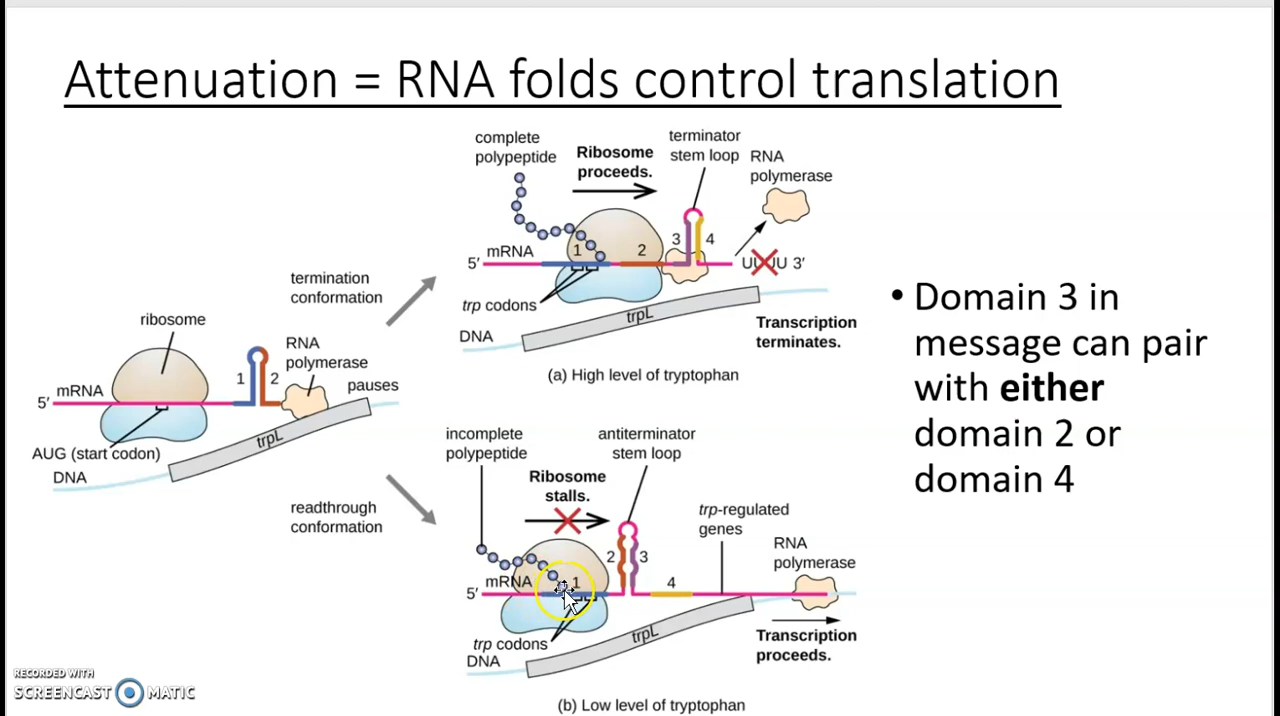 Attenuation = RNA folds control translation
ribosome
mRNA
5′
1
2
RNA
polymerase
pauses
AUG (start codon)
trpL
DNA
termination
conformation
readthrough
conformation
complete
polypeptide
Ribosome
proceeds.
terminator
stem loop
RNA
polymerase
mRNA
5′
1
2
3
4
3′
trp codons
DNA
trpL
Transcription
terminates.
(a) High level of tryptophan
incomplete
polypeptide
Ribosome
stalls.
antiterminator
stem loop
trp-regulated
genes
RNA
polymerase
mRNA
5′
1
2
3
4
trp codons
DNA
trpL
Transcription
proceeds.
(b) Low level of tryptophan
• Domain 3 in
message can pair
with either
domain 2 or
domain 4
RECORDED WITH
SCREENCAST MATIC